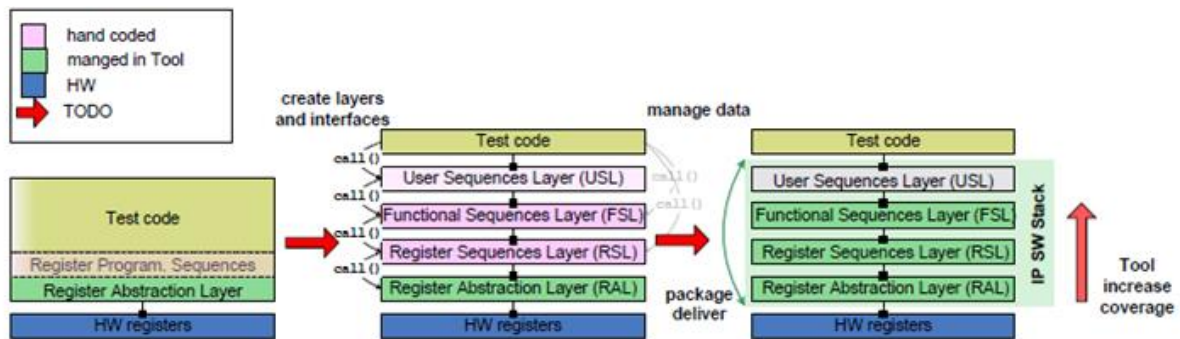 hand coded
manged in Tool
HW
TODO
Test code
Register Program. Sequences
Register Abstraction Layer
HW registers
create layers
and interfaces
call()
call()
call()
call()
Test code
User Sequences Layer (USL)
Functional Sequences Layer (FSL)
Register Sequences Layer (RSL)
Register Abstraction Layer (RAL)
HW registers
call()
call()
manage data
package
deliver
Test code
User Sequences Layer (USL)
Functional Sequences Layer (FSL)
Register Sequences Layer (RSL)
Register Abstraction Layer (RAL)
HW registers
IP SW Stack
Tool
increase
coverage